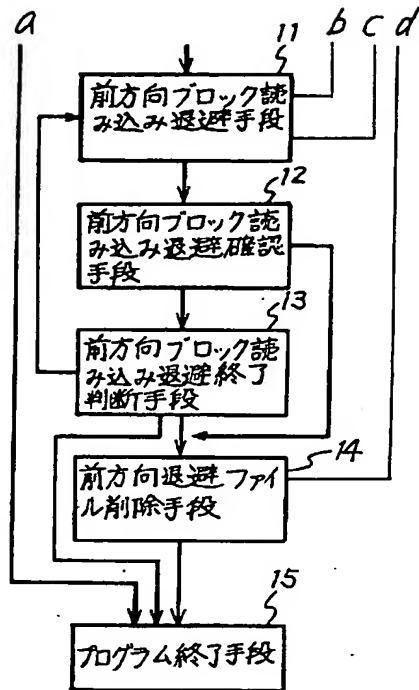 a
b c d
11
前方向ブロック読
み込み退避手段
12
前方向ブロック読
み込み退避確認
手段
13
前方向ブロック読
み込み退避終了
判断手段
14
前方向退避ファイ
ル削除手段
15
プログラム終了手段